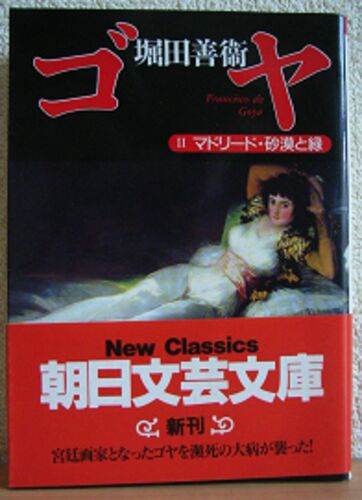 堀田善衞
ゴヤ
Francisco de
Goya
II マドリード・砂漠と緑
New Classics
朝日文芸文庫
新刊
宮廷画家となったゴヤを瀕死の大病が襲った!